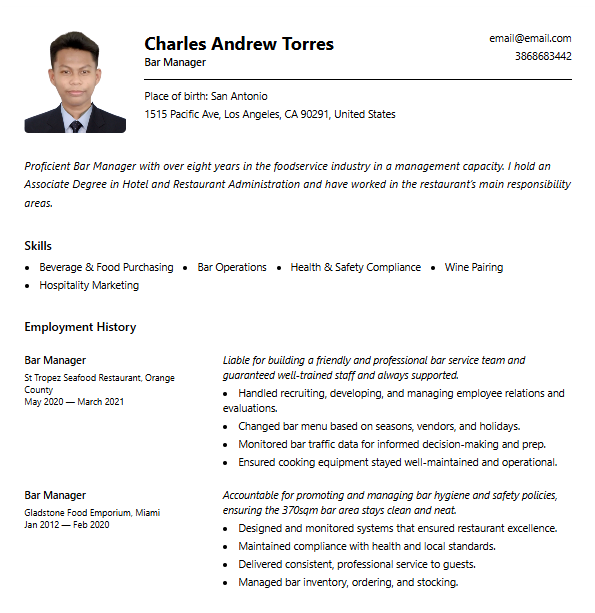 Charles Andrew Torres
Bar Manager
email@email.com
3868683442
Place of birth: San Antonio
1515 Pacific Ave, Los Angeles, CA 90291, United States
Proficient Bar Manager with over eight years in the foodservice industry in a management capacity. I hold an
Associate Degree in Hotel and Restaurant Administration and have worked in the restaurant's main responsibility
areas.
Skills
• Beverage & Food Purchasing • Bar Operations • Health & Safety Compliance • Wine Pairing
• Hospitality Marketing
Employment History
Bar Manager
St Tropez Seafood Restaurant, Orange
County
May 2020 — March 2021
Liable for building a friendly and professional bar service team and
guaranteed well-trained staff and always supported.
• Handled recruiting, developing, and managing employee relations and
evaluations.
• Changed bar menu based on seasons, vendors, and holidays.
• Monitored bar traffic data for informed decision-making and prep.
• Ensured cooking equipment stayed well-maintained and operational.
Bar Manager
Gladstone Food Emporium, Miami
Jan 2012 — Feb 2020
Accountable for promoting and managing bar hygiene and safety policies,
ensuring the 370sqm bar area stays clean and neat.
• Designed and monitored systems that ensured restaurant excellence.
• Maintained compliance with health and local standards.
• Delivered consistent, professional service to guests.
• Managed bar inventory, ordering, and stocking.